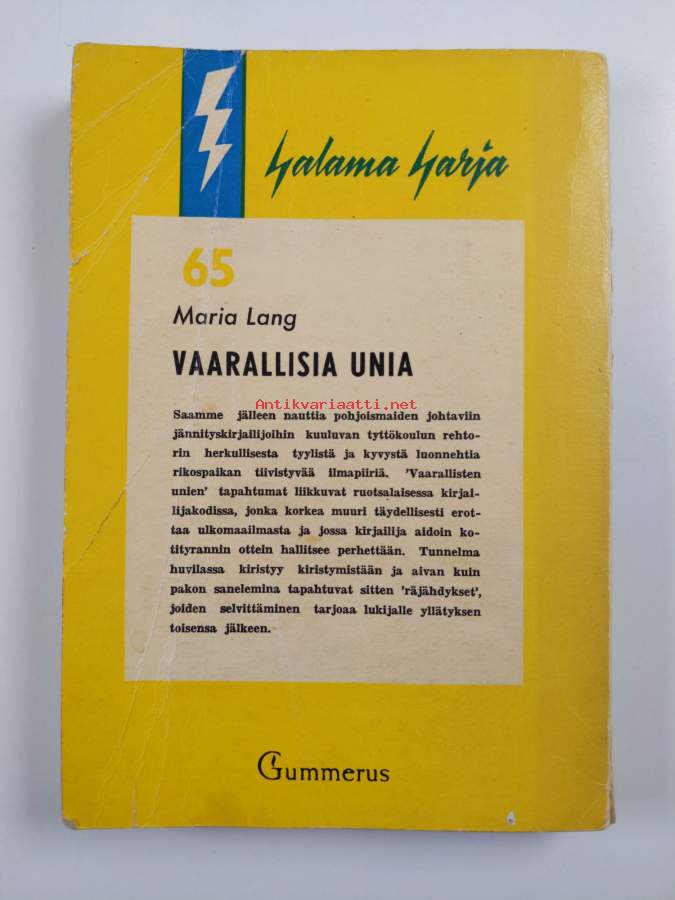 Salama Sarja
65
Maria Lang
VAARALLISIA UNIA
Antikvariaatti.net
Saamme jälleen nauttia pohjoismaiden johtaviin
jännityskirjailijoihin kuuluvan tyttökoulun rehto-
rin herkullisesta tyylistä ja kyvystä luonnehtia
rikospaikan tiivistyvää ilmapiiriä. 'Vaarallisten
unien' tapahtumat liikkuvat ruotsalaisessa kirjai-
lijakodissa, jonka korkea muuri täydellisesti erot-
taa ulkomaailmasta ja jossa kirjailija aidoin ko-
tityrannin ottein hallitsee perhettään. Tunnelma
huvilassa kiristyy kiristymistään ja aivan kuin
pakon sanelemina tapahtuvat sitten 'räjähdykset',
joiden selvittäminen tarjoaa lukijalle yllätyksen
toisensa jälkeen.
Gummerus